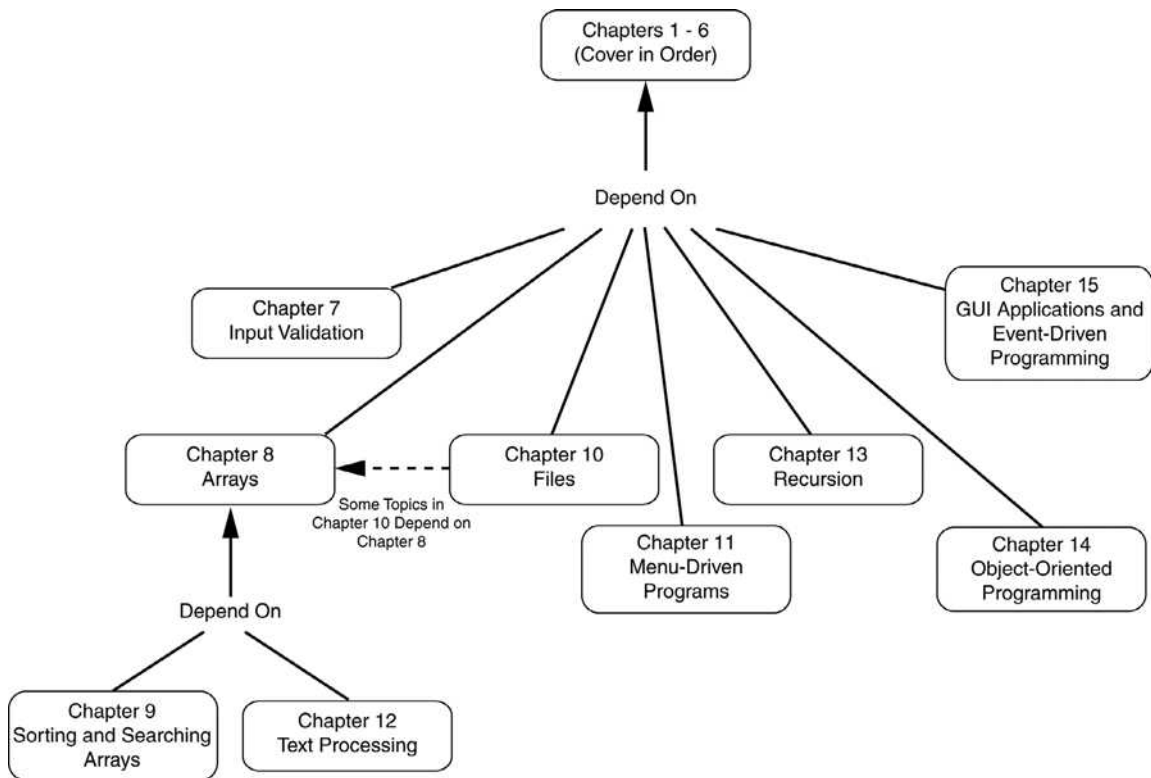 Chapters 1 - 6
(Cover in Order)
Depend On
Chapter 7
Input Validation
Chapter 15
GUI Applications and
Event-Driven
Programming
Chapter 8
Arrays
Some Topics in
Chapter 10 Depend on
Chapter 8
Chapter 10
Files
Chapter 13
Recursion
Chapter 11
Menu-Driven
Programs
Chapter 14
Object-Oriented
Programming
Depend On
Chapter 9
Sorting and Searching
Arrays
Chapter 12
Text Processing